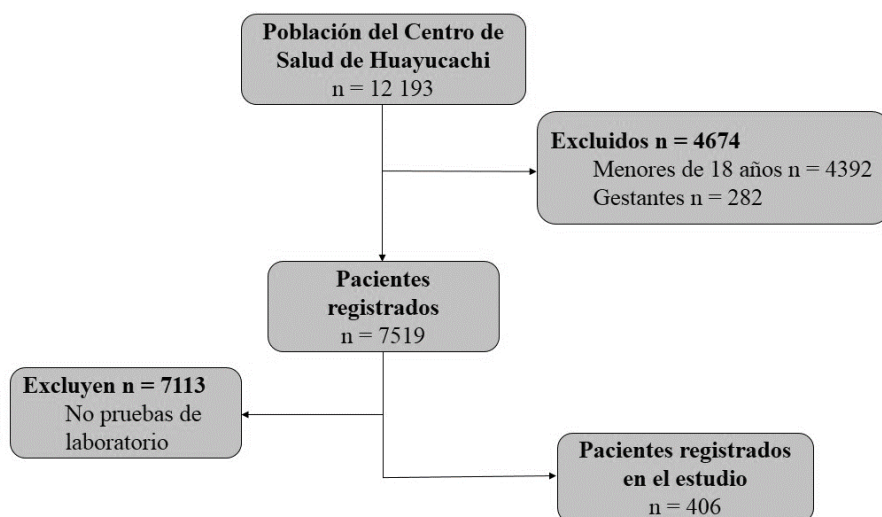 Población del Centro de
Salud de Huayucachi
n = 12 193
Excluidos n = 4674
Menores de 18 años n = 4392
Gestantes n = 282
Pacientes
registrados
n = 7519
Excluyen n = 7113
No pruebas de
laboratorio
Pacientes registrados
en el estudio
n = 406